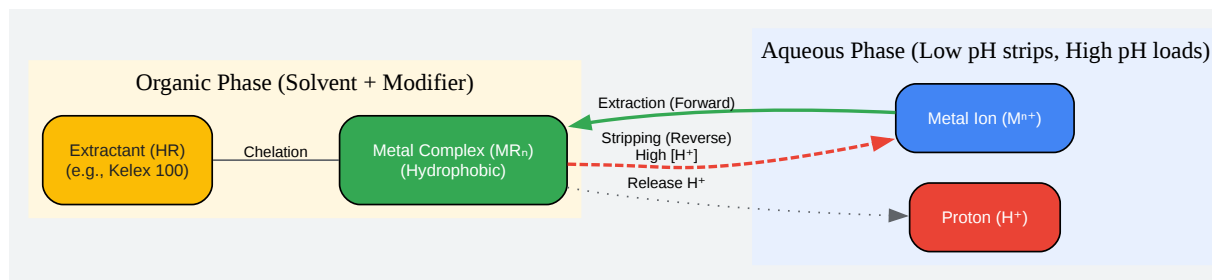 Aqueous Phase (Low pH strips, High pH loads)
Organic Phase (Solvent + Modifier)
Extractant (HR)
(e.g., Kelex 100)
Chelation
Metal Complex (MRₙ)
(Hydrophobic)
Extraction (Forward)
Stripping (Reverse)
High [H⁺]
Release H⁺
Metal Ion (Mⁿ⁺)
Proton (H⁺)